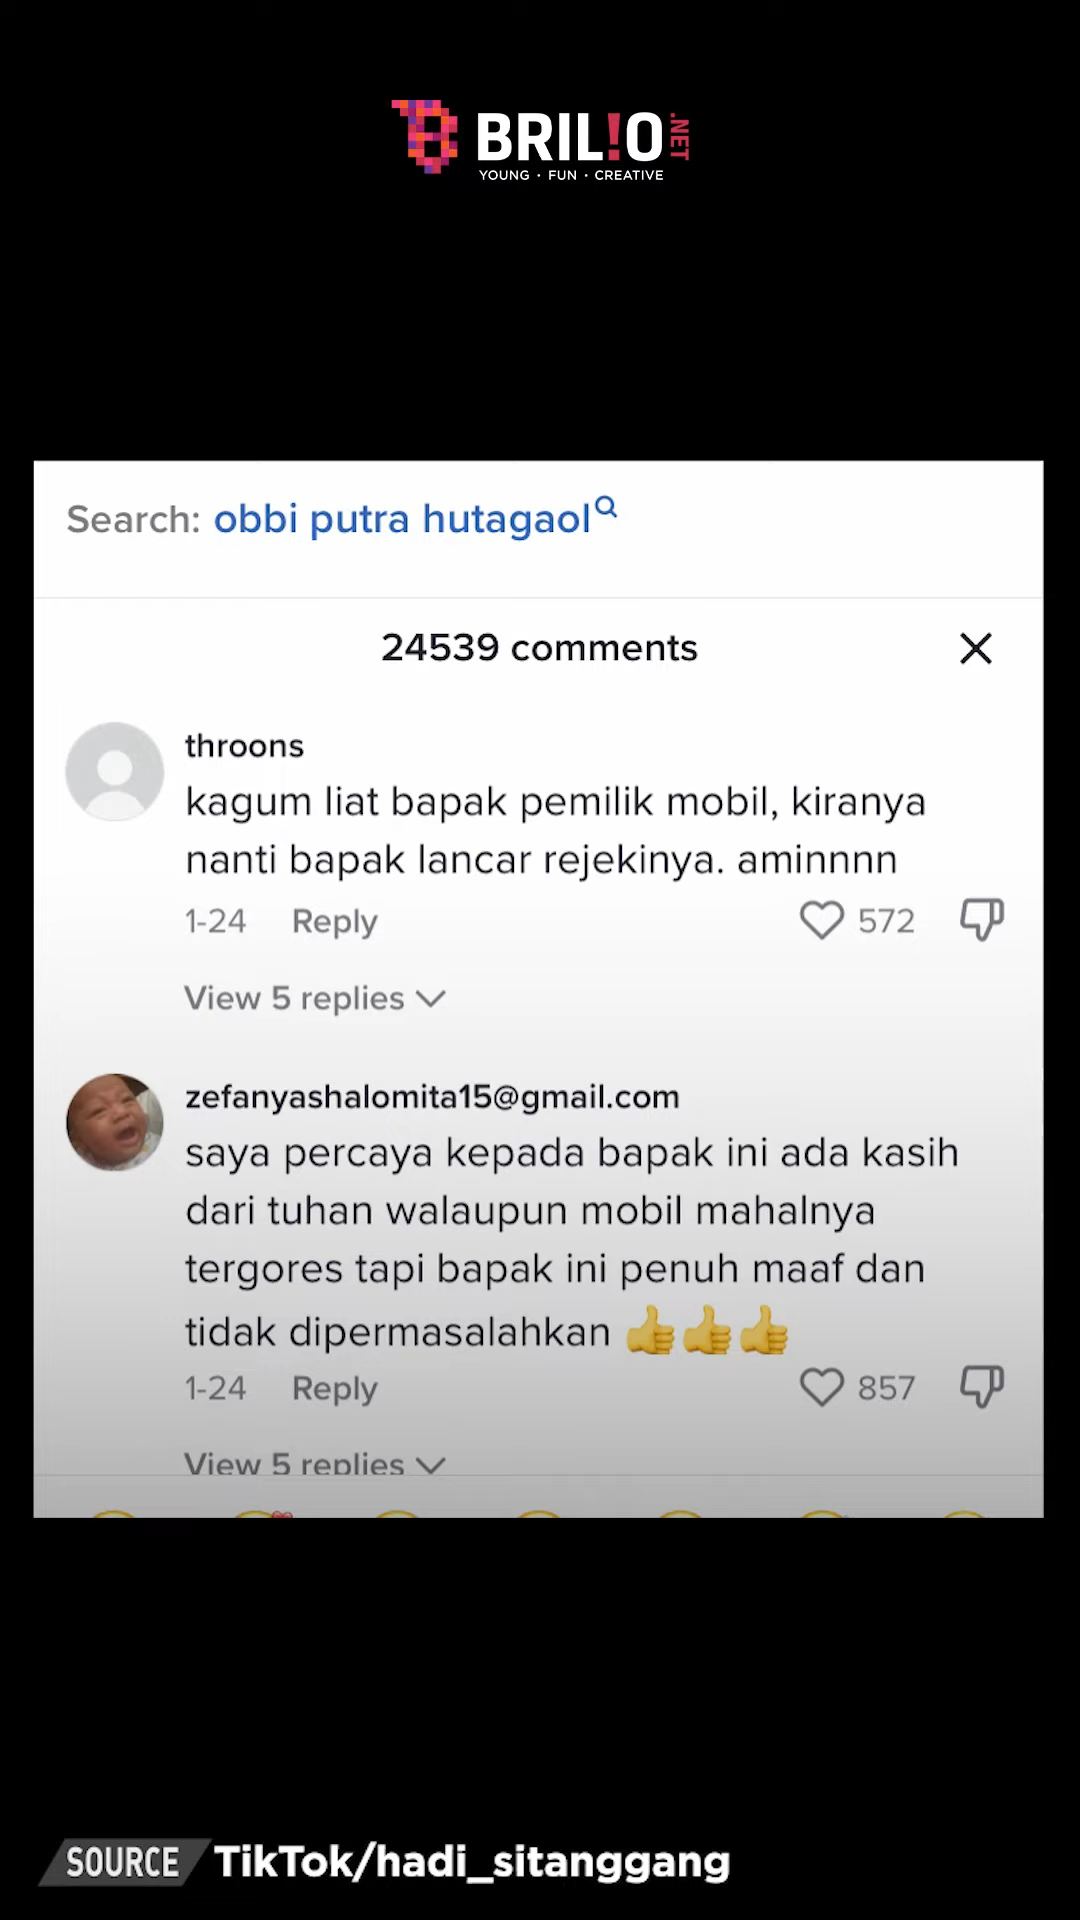 BRIL!O.NET
YOUNG · FUN · CREATIVE
Search: obbi putra hutagaol
24539 comments
throons
kagum liat bapak pemilik mobil, kiranya
nanti bapak lancar rejekinya. aminnnn
1-24 Reply 572
View 5 replies
zefanyashalomita15@gmail.com
saya percaya kepada bapak ini ada kasih
dari tuhan walaupun mobil mahalnya
tergores tapi bapak ini penuh maaf dan
tidak dipermasalahkan 👍👍👍
1-24 Reply 857
View 5 replies
SOURCE TikTok/hadi_sitanggang